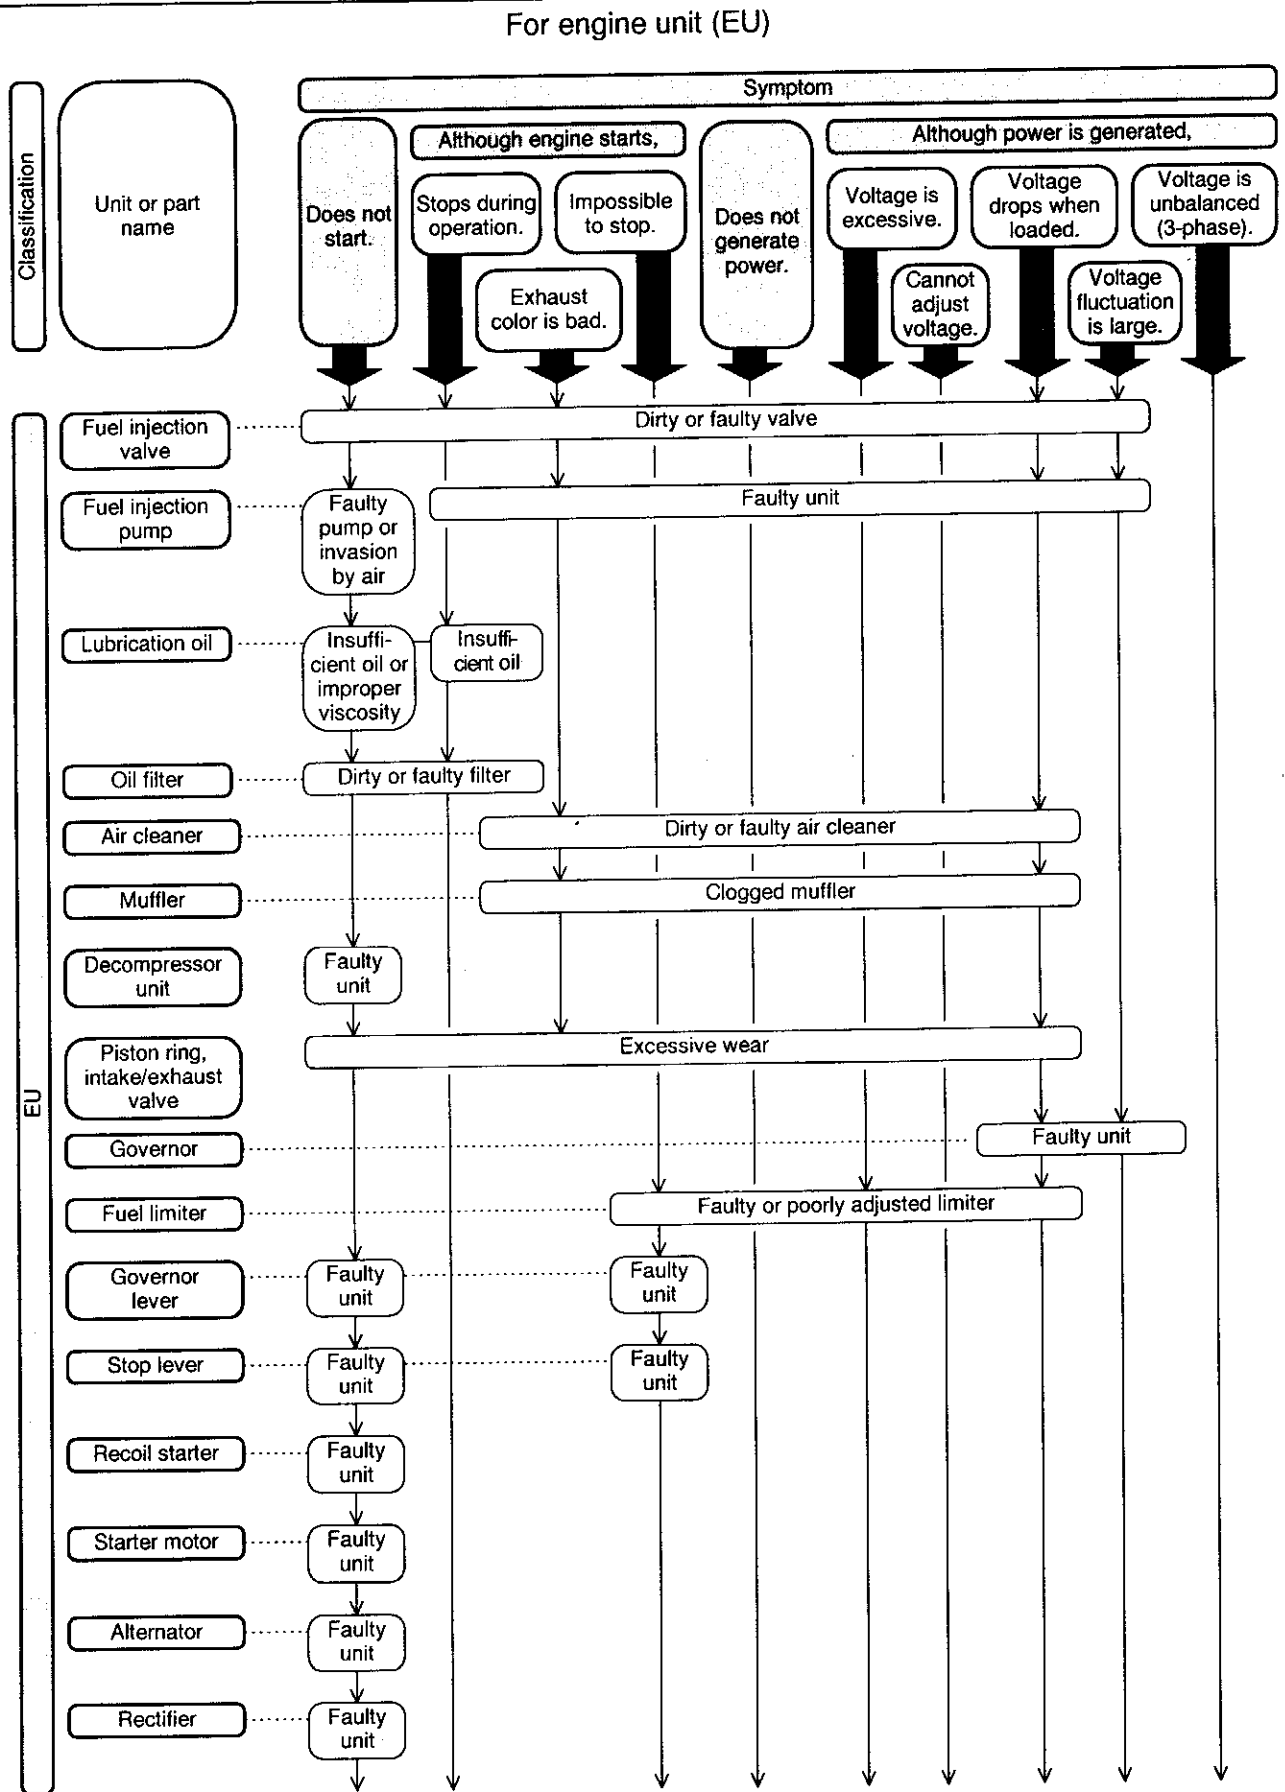 For engine unit (EU)
Classification
Unit or part
name
Symptom
Does not
start.
Although engine starts,
Stops during
operation.
Impossible
to stop.
Exhaust
color is bad.
Does not
generate
power.
Although power is generated,
Voltage is
excessive.
Voltage
drops when
loaded.
Voltage is
unbalanced
(3-phase).
Cannot
adjust
voltage.
Voltage
fluctuation
is large.
EU
Fuel injection
valve
Dirty or faulty valve
Fuel injection
pump
Faulty
pump or
invasion
by air
Faulty unit
Lubrication oil
Insuffi-
cient oil or
improper
viscosity
Insuffi-
cient oil
Oil filter
Dirty or faulty filter
Air cleaner
Dirty or faulty air cleaner
Muffler
Clogged muffler
Decompressor
unit
Faulty
unit
Piston ring,
intake/exhaust
valve
Excessive wear
Governor
Faulty unit
Fuel limiter
Faulty or poorly adjusted limiter
Governor
lever
Faulty
unit
Faulty
unit
Stop lever
Faulty
unit
Faulty
unit
Recoil starter
Faulty
unit
Starter motor
Faulty
unit
Alternator
Faulty
unit
Rectifier
Faulty
unit